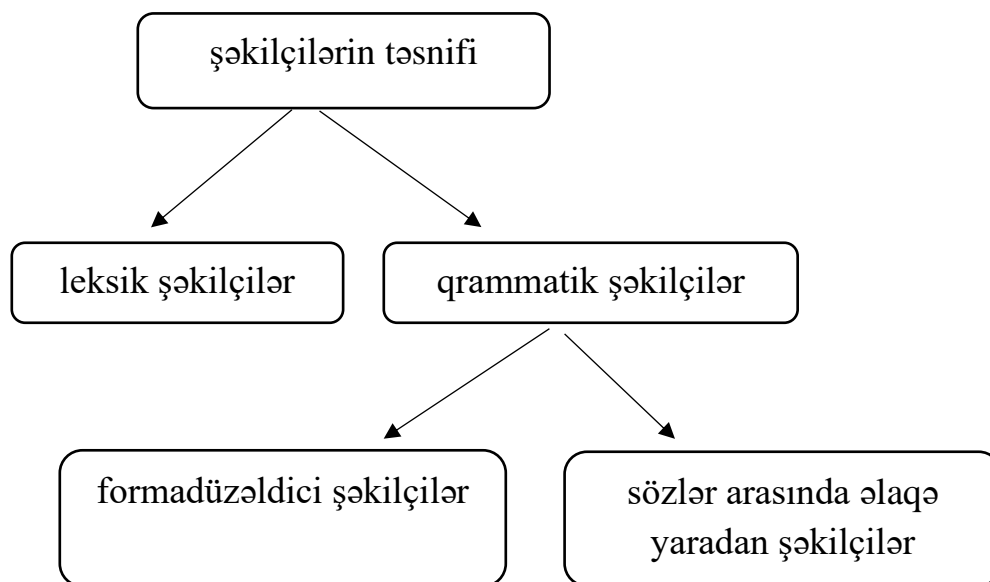 şəkilçilərin təsnifi
leksik şəkilçilər
qrammatik şəkilçilər
formadüzəldici şəkilçilər
sözlər arasında əlaqə
yaradan şəkilçilər